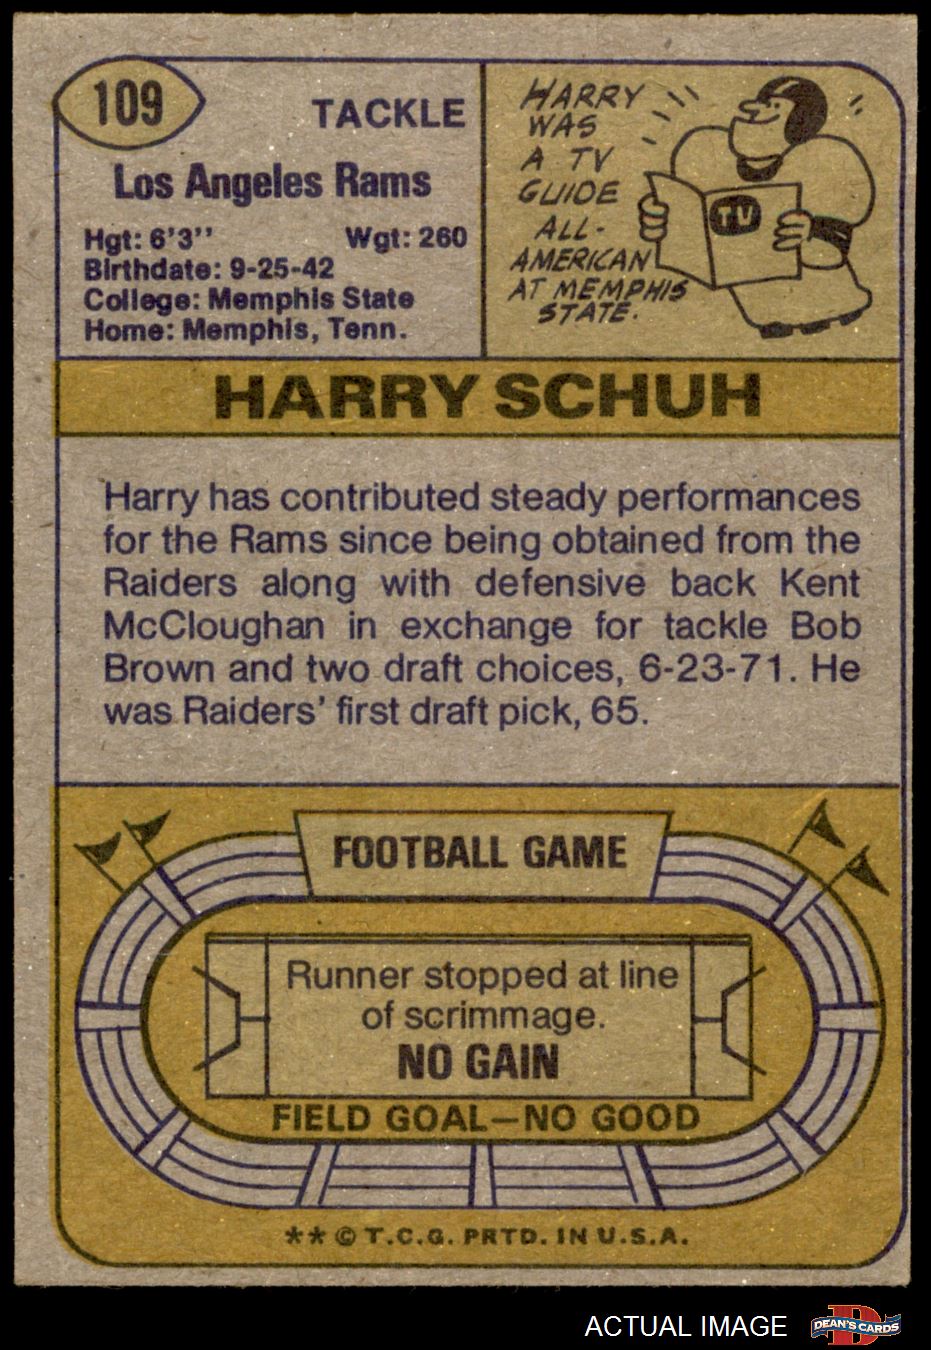 109
TACKLE
Los Angeles Rams
Hgt: 6'3'' Wgt: 260
Birthdate: 9-25-42
College: Memphis State
Home: Memphis, Tenn.
HARRY
WAS
A TV
GUIDE
ALL-
AMERICAN
AT MEMPHIS
STATE.
TV
HARRY SCHUH
Harry has contributed steady performances
for the Rams since being obtained from the
Raiders along with defensive back Kent
McCloughan in exchange for tackle Bob
Brown and two draft choices, 6-23-71. He
was Raiders' first draft pick, 65.
FOOTBALL GAME
Runner stopped at line
of scrimmage.
NO GAIN
FIELD GOAL—NO GOOD
** © T.C.G. PRTD. IN U.S.A.
ACTUAL IMAGE
D
DEAN'S CARDS